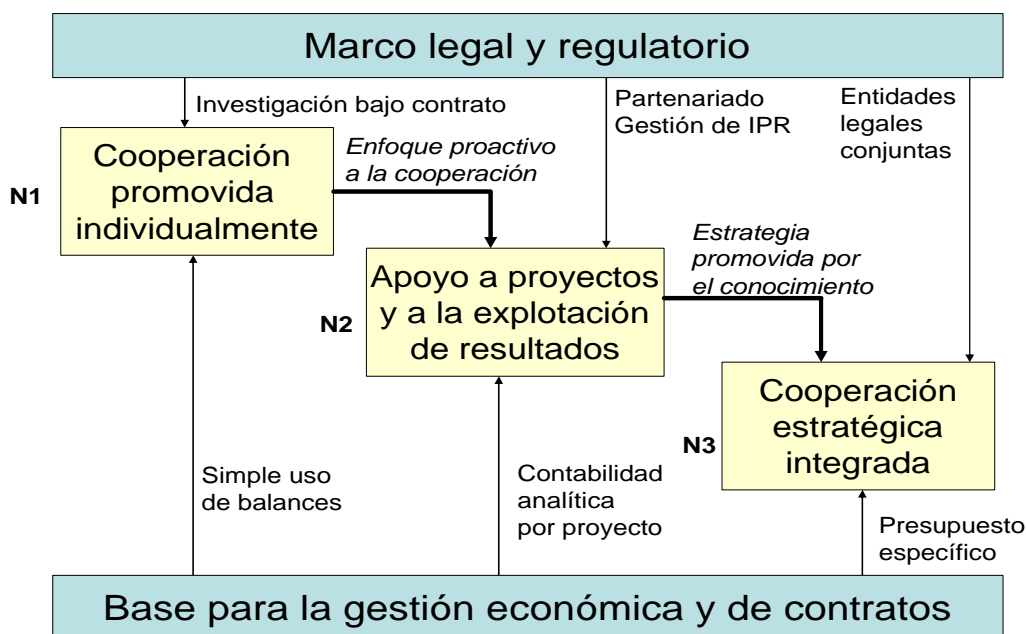 Marco legal y regulatorio
Investigación bajo contrato
Partenariado
Gestión de IPR
Entidades
legales
conjuntas
N1
Cooperación
promovida
individualmente
Enfoque proactivo
a la cooperación
N2
Apoyo a proyectos
y a la explotación
de resultados
Estrategia
promovida por
el conocimiento
N3
Cooperación
estratégica
integrada
Simple uso
de balances
Contabilidad
analítica
por proyecto
Presupuesto
específico
Base para la gestión económica y de contratos